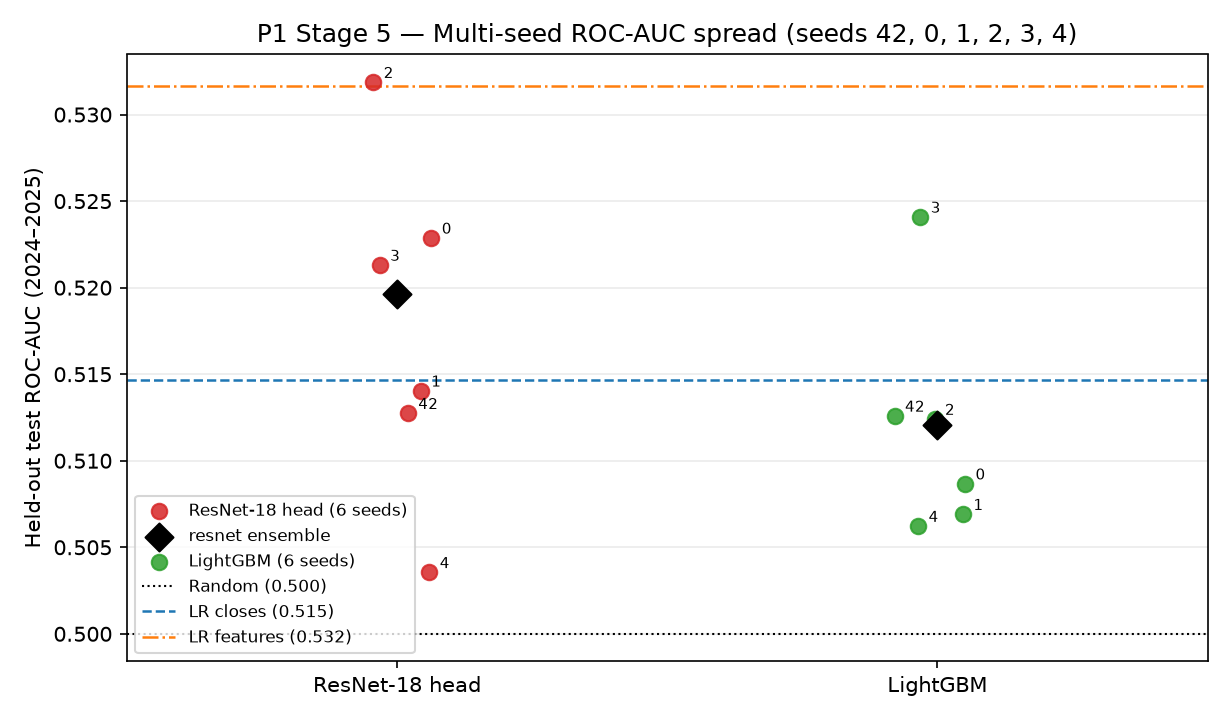 P1 Stage 5 — Multi-seed ROC-AUC spread (seeds 42, 0, 1, 2, 3, 4)
Held-out test ROC-AUC (2024–2025)
0.530
0.525
0.520
0.515
0.510
0.505
0.500
2
0
3
1
42
4
3
42
2
0
1
4
ResNet-18 head (6 seeds)
resnet ensemble
LightGBM (6 seeds)
Random (0.500)
LR closes (0.515)
LR features (0.532)
ResNet-18 head
LightGBM